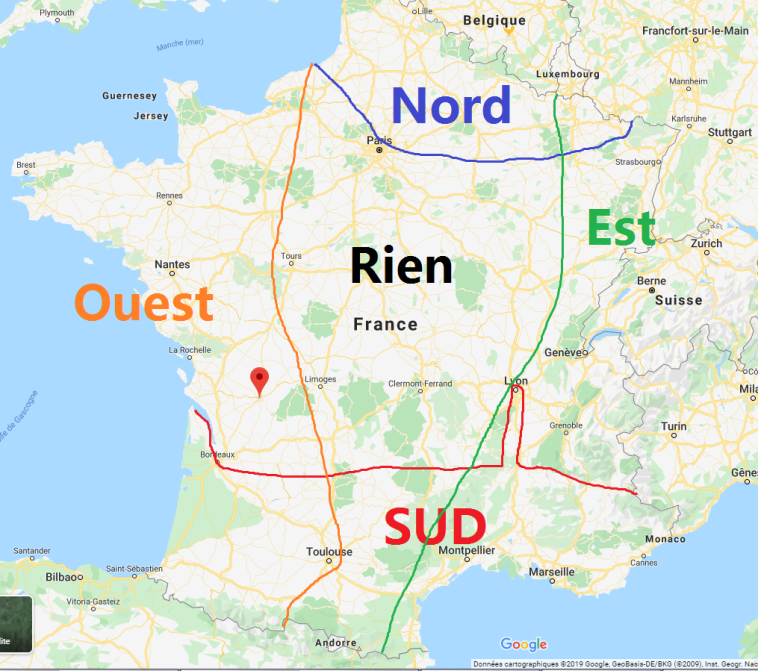 Plymouth
Lille
Belgique
Francfort-sur-le-Main
Manche (mer)
Luxembourg
Mannheim
Guernesey
Nord
Jersey
Karlsruhe
Stuttgart
Paris
Brest
Strasbourg
Rennes
Est
Zurich
Tours
Nantes
Rien
Berne
Ouest
Suisse
France
La Rochelle
Genève
Limoges
Clermont-Ferrand
Lyon
Mila
Turin
Grenoble
fe de Gascogne
Bordeaux
Gênes
SUD
Monaco
Santander
Toulouse
Montpellier
Cannes
Saint-Sébastien
Bilbao
Marseille
Vitoria-Gasteiz
lite
Andorre
Google
Données cartographiques ©2019 Google, GeoBasis-DE/BKG (©2009), Inst. Geogr. Nac